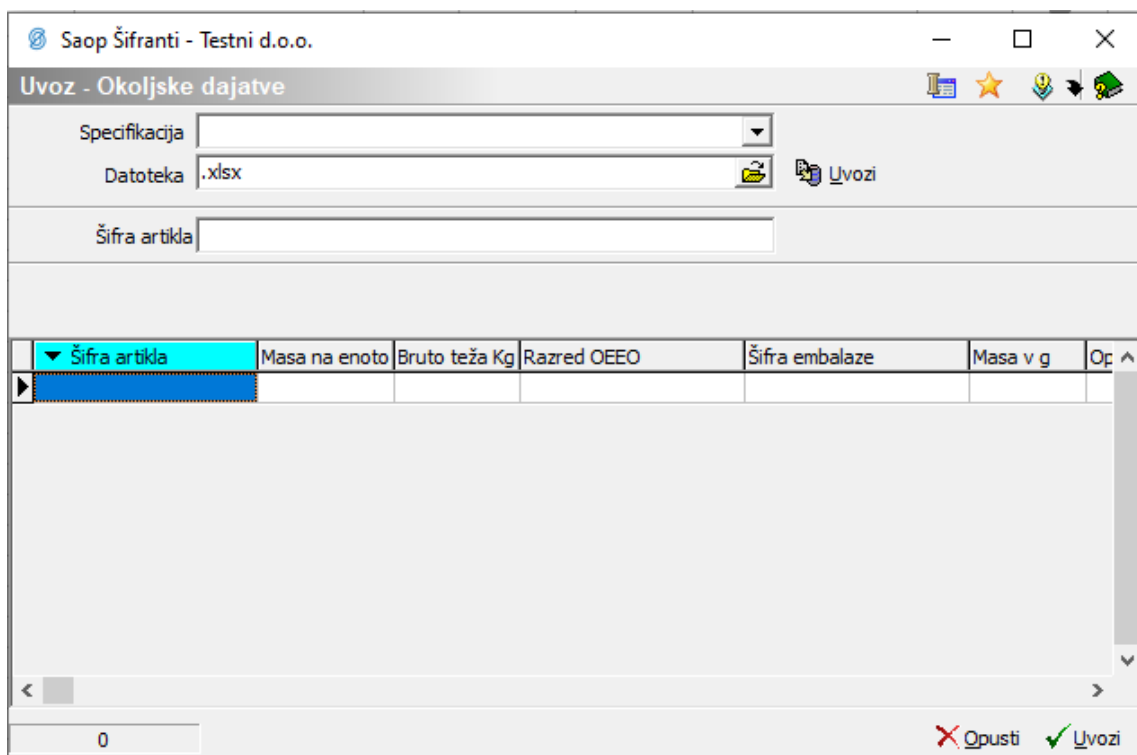 Saop Šifranti - Testni d.o.o.
Uvoz - Okoljske dajatve
Specifikacija
Datoteka .xlsx Uvozi
Šifra artikla
Šifra artikla Masa na enoto Bruto teža Kg Razred OEEO Šifra embalaze Masa v g Op
0 Opusti Uvozi